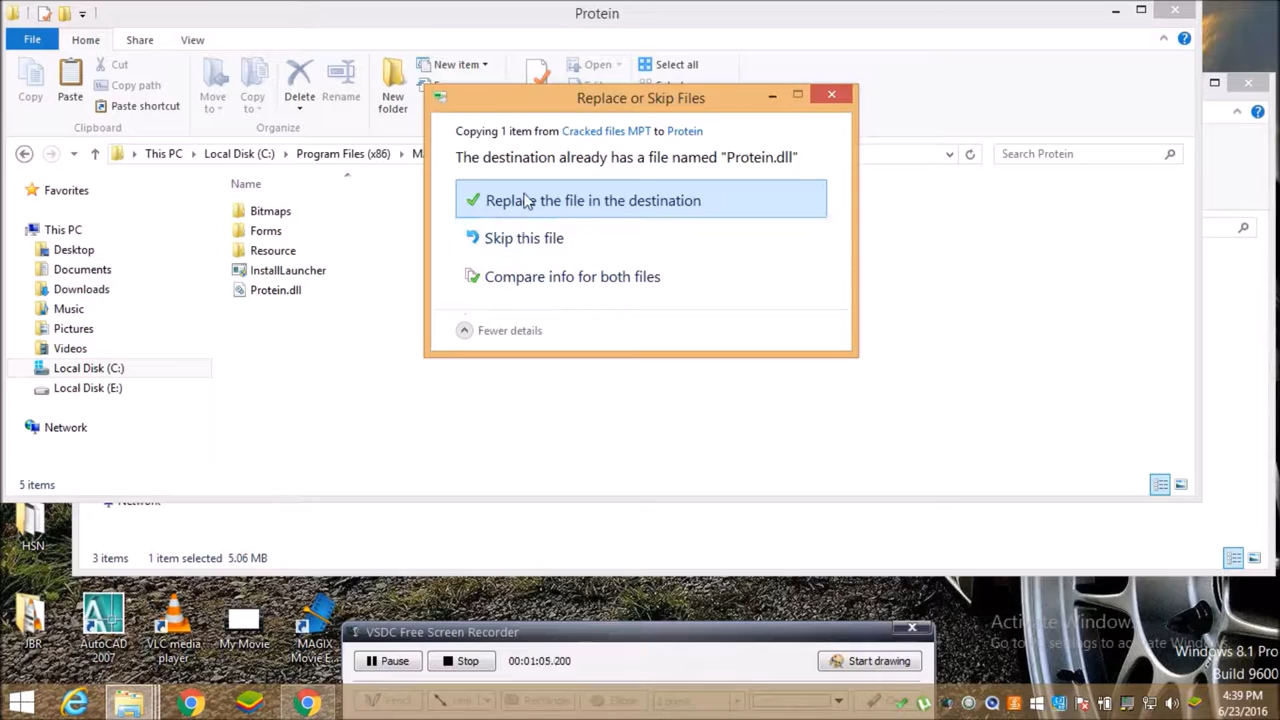 Protein
File
Home
Share
View
Copy
Paste
Cut
Copy path
Paste shortcut
Clipboard
Move to
Copy to
Delete
Rename
Organize
New folder
New item
Open
Select all
This PC
Local Disk (C:)
Program Files (x86)
Search Protein
Favorites
This PC
Desktop
Documents
Downloads
Music
Pictures
Videos
Local Disk (C:)
Local Disk (E:)
Network
Name
Bitmaps
Forms
Resource
InstallLauncher
Protein.dll
5 items
Replace or Skip Files
Copying 1 item from Cracked files MPT to Protein
The destination already has a file named "Protein.dll"
Replace the file in the destination
Skip this file
Compare info for both files
Fewer details
Network
3 items 1 item selected 5.06 MB
HSN
JBR
AutoCAD 2007
VLC media player
My Movie
MAGIX Movie E...
VSDC Free Screen Recorder
Pause
Stop
00:01:05.200
Start drawing
Activate Windows
Windows 8.1 Pro
Build 9600
4:39 PM
6/23/2016